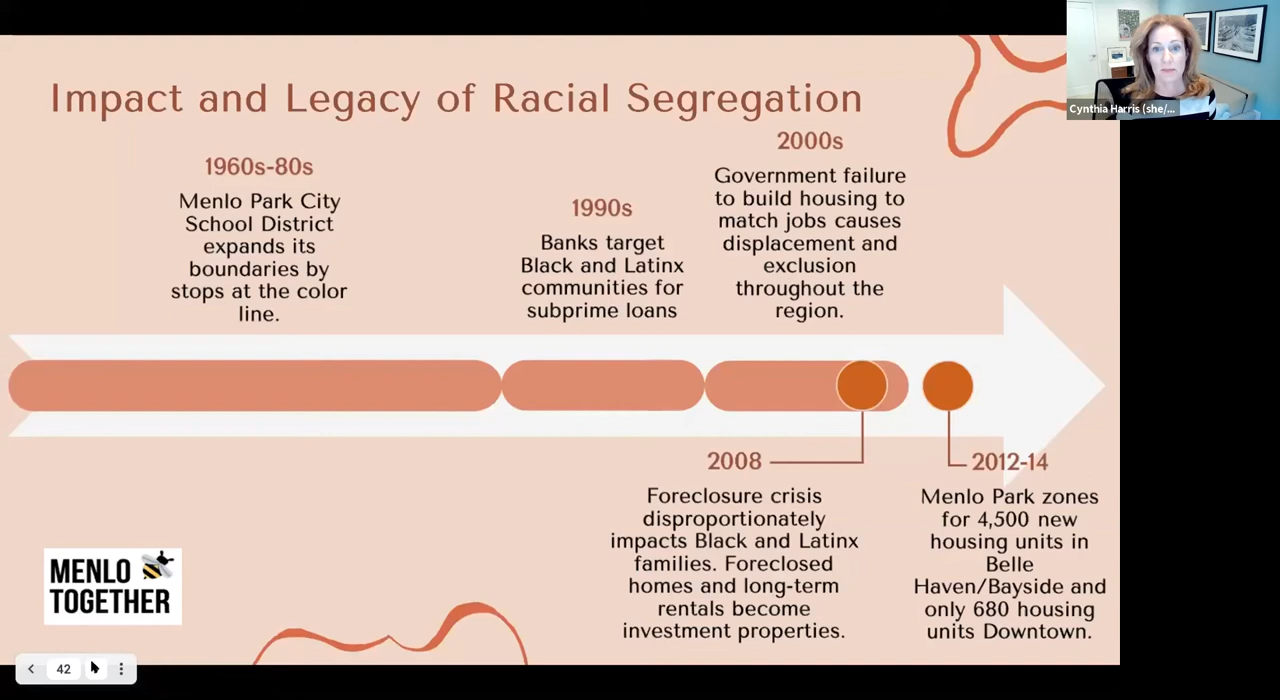 Impact and Legacy of Racial Segregation
1960s-80s
Menlo Park City
School District
expands its
boundaries by
stops at the color
line.
1990s
Banks target
Black and Latinx
communities for
subprime loans
2000s
Government failure
to build housing to
match jobs causes
displacement and
exclusion
throughout the
region.
2008
Foreclosure crisis
disproportionately
impacts Black and Latinx
families. Foreclosed
homes and long-term
rentals become
investment properties.
2012-14
Menlo Park zones
for 4,500 new
housing units in
Belle
Haven/Bayside and
only 680 housing
units Downtown.
MENLO
TOGETHER
42
Cynthia Harris (she/...